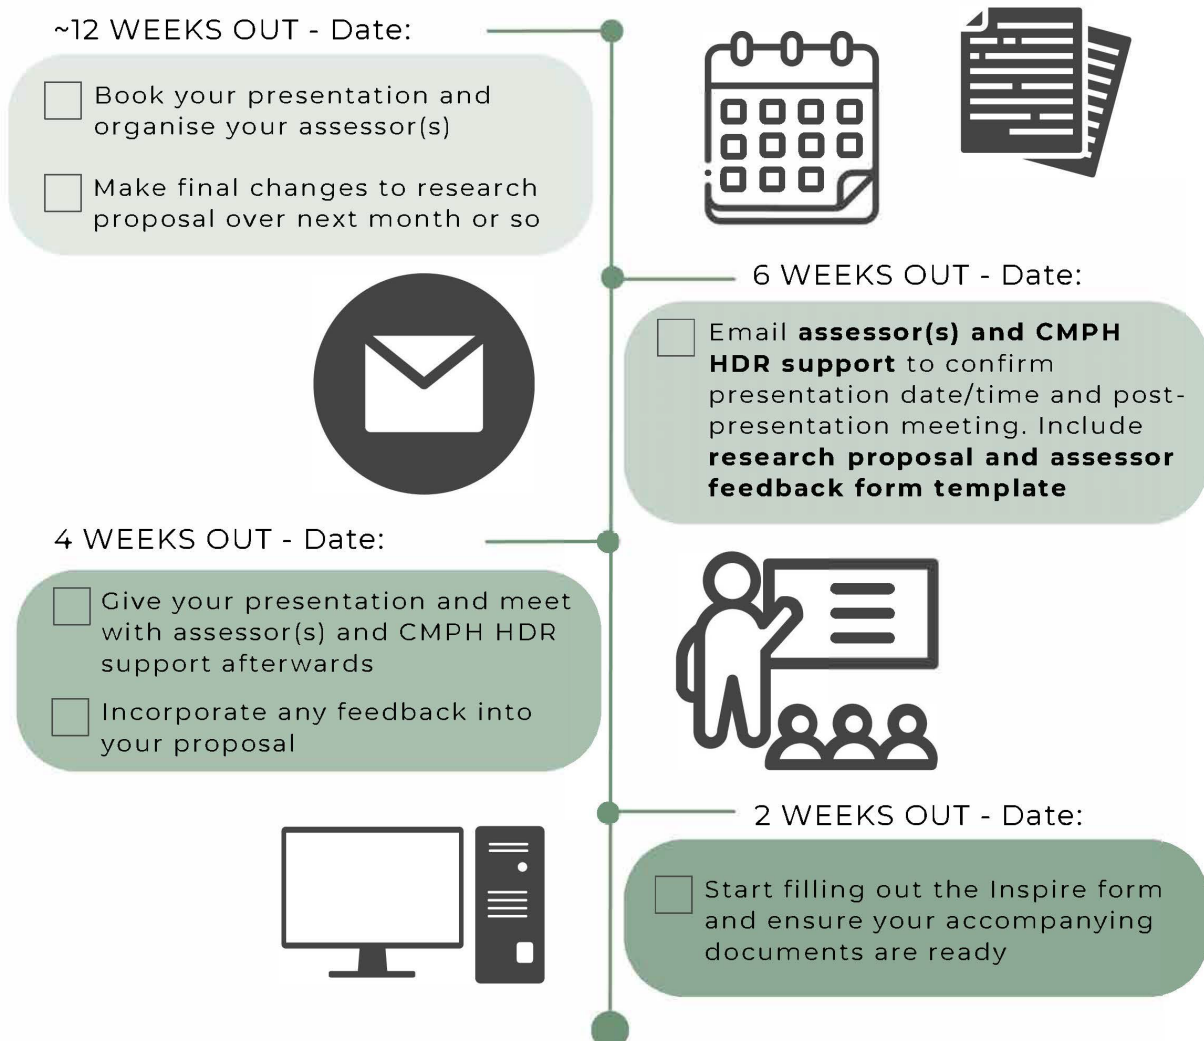 ~12 WEEKS OUT - Date:
Book your presentation and
organise your assessor(s)
Make final changes to research
proposal over next month or so
6 WEEKS OUT - Date:
Email assessor(s) and CMPH
HDR support to confirm
presentation date/time and post-
presentation meeting. Include
research proposal and assessor
feedback form template
4 WEEKS OUT - Date:
Give your presentation and meet
with assessor(s) and CMPH HDR
support afterwards
Incorporate any feedback into
your proposal
2 WEEKS OUT - Date:
Start filling out the Inspire form
and ensure your accompanying
documents are ready